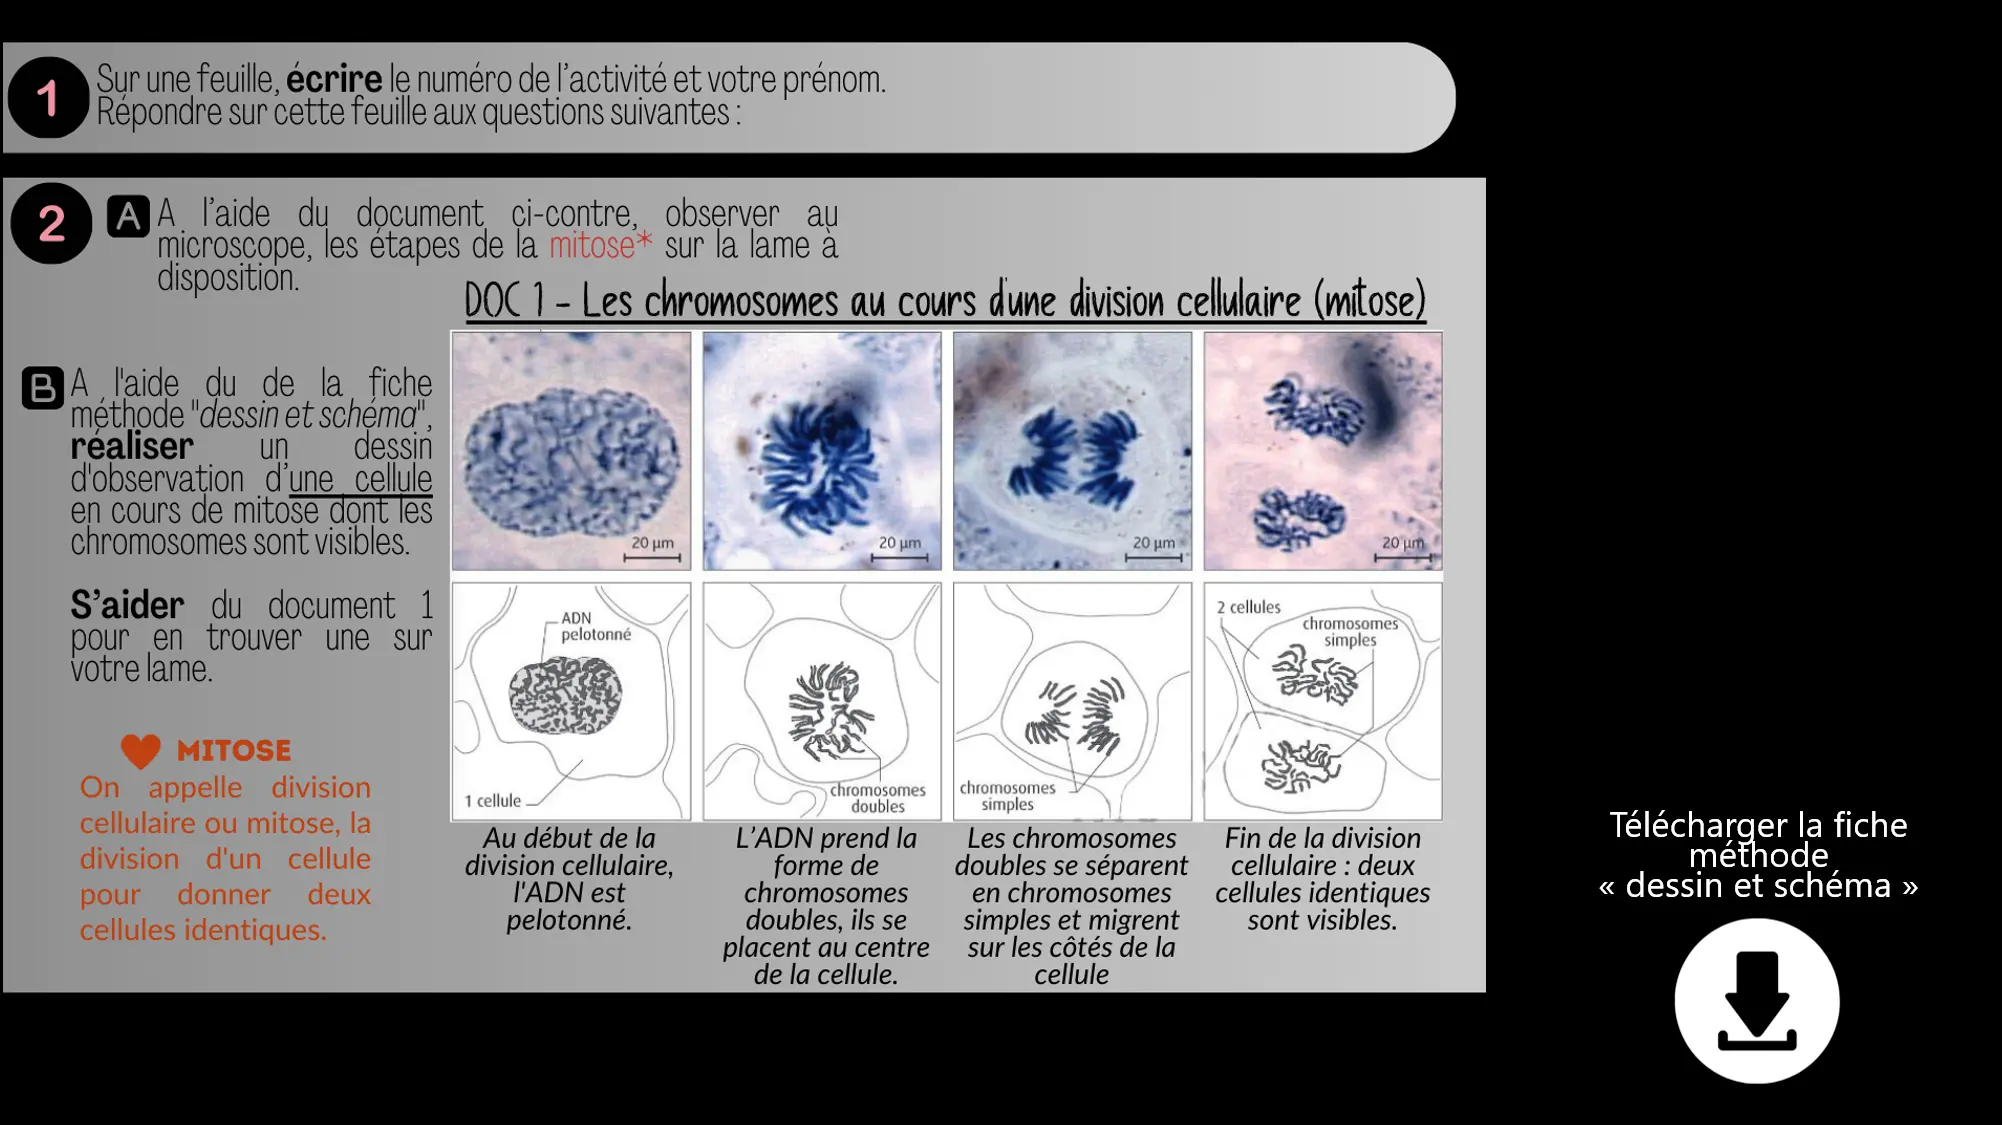 1
Sur une feuille, écrire le numéro de l'activité et votre prénom.
Répondre sur cette feuille aux questions suivantes :
2
A
A l'aide du document ci-contre, observer au
microscope, les étapes de la mitose* sur la lame à
disposition.
DOC 1 - Les chromosomes au cours d'une division cellulaire (mitose)
B
A l'aide du de la fiche
méthode "dessin et schéma",
réaliser un dessin
d'observation d'une cellule
en cours de mitose dont les
chromosomes sont visibles.
S'aider du document 1
pour en trouver une sur
votre lame.
MITOSE
On appelle division
cellulaire ou mitose, la
division d'un cellule
pour donner deux
cellules identiques.
20 µm
20 µm
20 µm
20 µm
ADN
pelotonné
1 cellule
chromosomes
doubles
chromosomes
simples
2 cellules
chromosomes
simples
Au début de la
division cellulaire,
l'ADN est
pelotonné.
L'ADN prend la
forme de
chromosomes
doubles, ils se
placent au centre
de la cellule.
Les chromosomes
doubles se séparent
en chromosomes
simples et migrent
sur les côtés de la
cellule
Fin de la division
cellulaire : deux
cellules identiques
sont visibles.
Télécharger la fiche
méthode
« dessin et schéma »